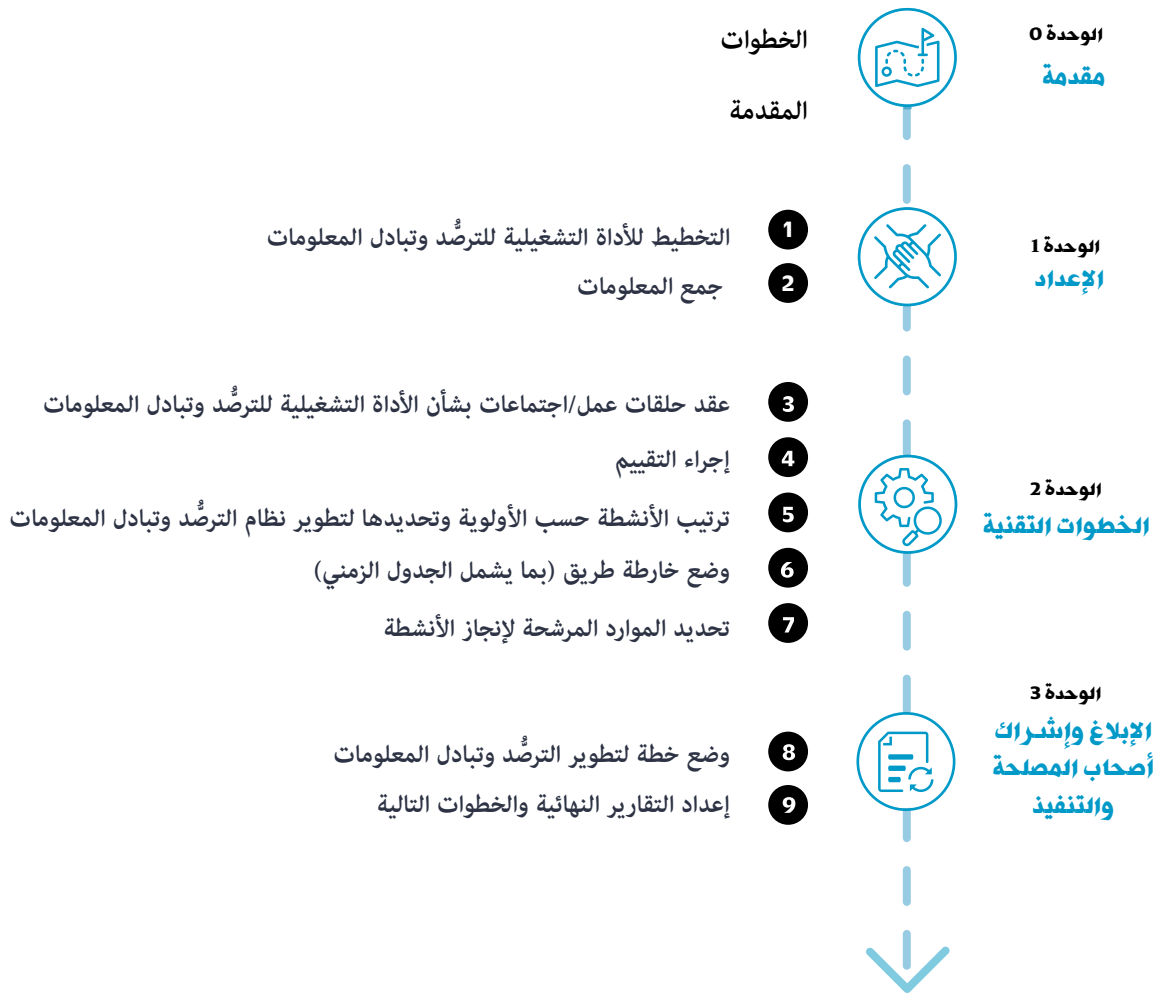 الوحدة 0
مقدمة
الخطوات
المقدمة
الوحدة 1
الإعداد
1 التخطيط للأداة التشغيلية للترصُّد وتبادل المعلومات
2 جمع المعلومات
الوحدة 2
الخطوات التقنية
3 عقد حلقات عمل/اجتماعات بشأن الأداة التشغيلية للترصُّد وتبادل المعلومات
4 إجراء التقييم
5 ترتيب الأنشطة حسب الأولوية وتحديدها لتطوير نظام الترصُّد وتبادل المعلومات
6 وضع خارطة طريق (بما يشمل الجدول الزمني)
7 تحديد الموارد المرشحة لإنجاز الأنشطة
الوحدة 3
الإبلاغ وإشراك
أصحاب المصلحة
والتنفيذ
8 وضع خطة لتطوير الترصُّد وتبادل المعلومات
9 إعداد التقارير النهائية والخطوات التالية